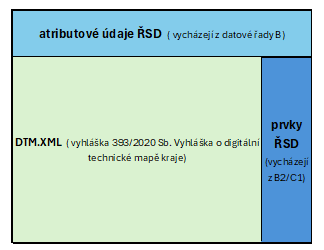 atributové údaje ŘSD ( vycházejí z datové řady B )
DTM.XML ( vyhláška 393/2020 Sb. Vyhláška o digitální
technické mapě kraje)
prvky
ŘSD
(vycházejí
z B2/C1)